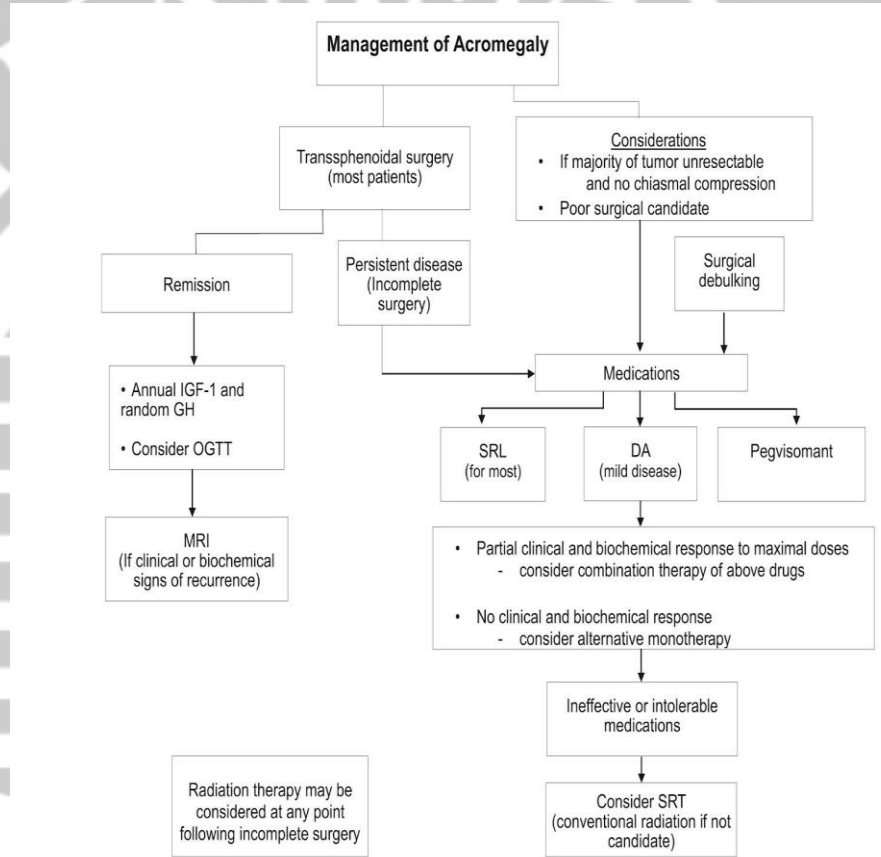 Management of Acromegaly
Transsphenoidal surgery
(most patients)
Considerations
• If majority of tumor unresectable
and no chiasmal compression
• Poor surgical candidate
Remission
Persistent disease
(Incomplete
surgery)
Surgical
debulking
• Annual IGF-1 and
random GH
• Consider OGTT
Medications
SRL
(for most)
DA
(mild disease)
Pegvisomant
MRI
(If clinical or biochemical
signs of recurrence)
• Partial clinical and biochemical response to maximal doses
- consider combination therapy of above drugs
• No clinical and biochemical response
- consider alternative monotherapy
Ineffective or intolerable
medications
Radiation therapy may be
considered at any point
following incomplete surgery
Consider SRT
(conventional radiation if not
candidate)